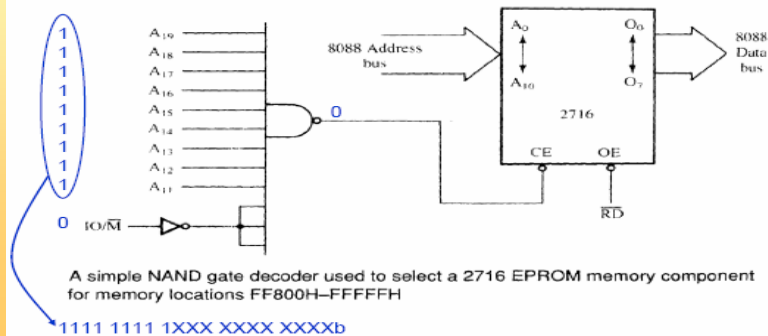 1 A19
1 A18
1 A17
1 A16
1 A15
1 A14
1 A13
1 A12
1 A11
0 IO/M̅
0
8088 Address
bus
A0 O0
A10 O7
2716
CE OE
R̅D̅
8088
Data
bus
A simple NAND gate decoder used to select a 2716 EPROM memory component
for memory locations FF800H–FFFFFH
1111 1111 1XXX XXXX XXXXb